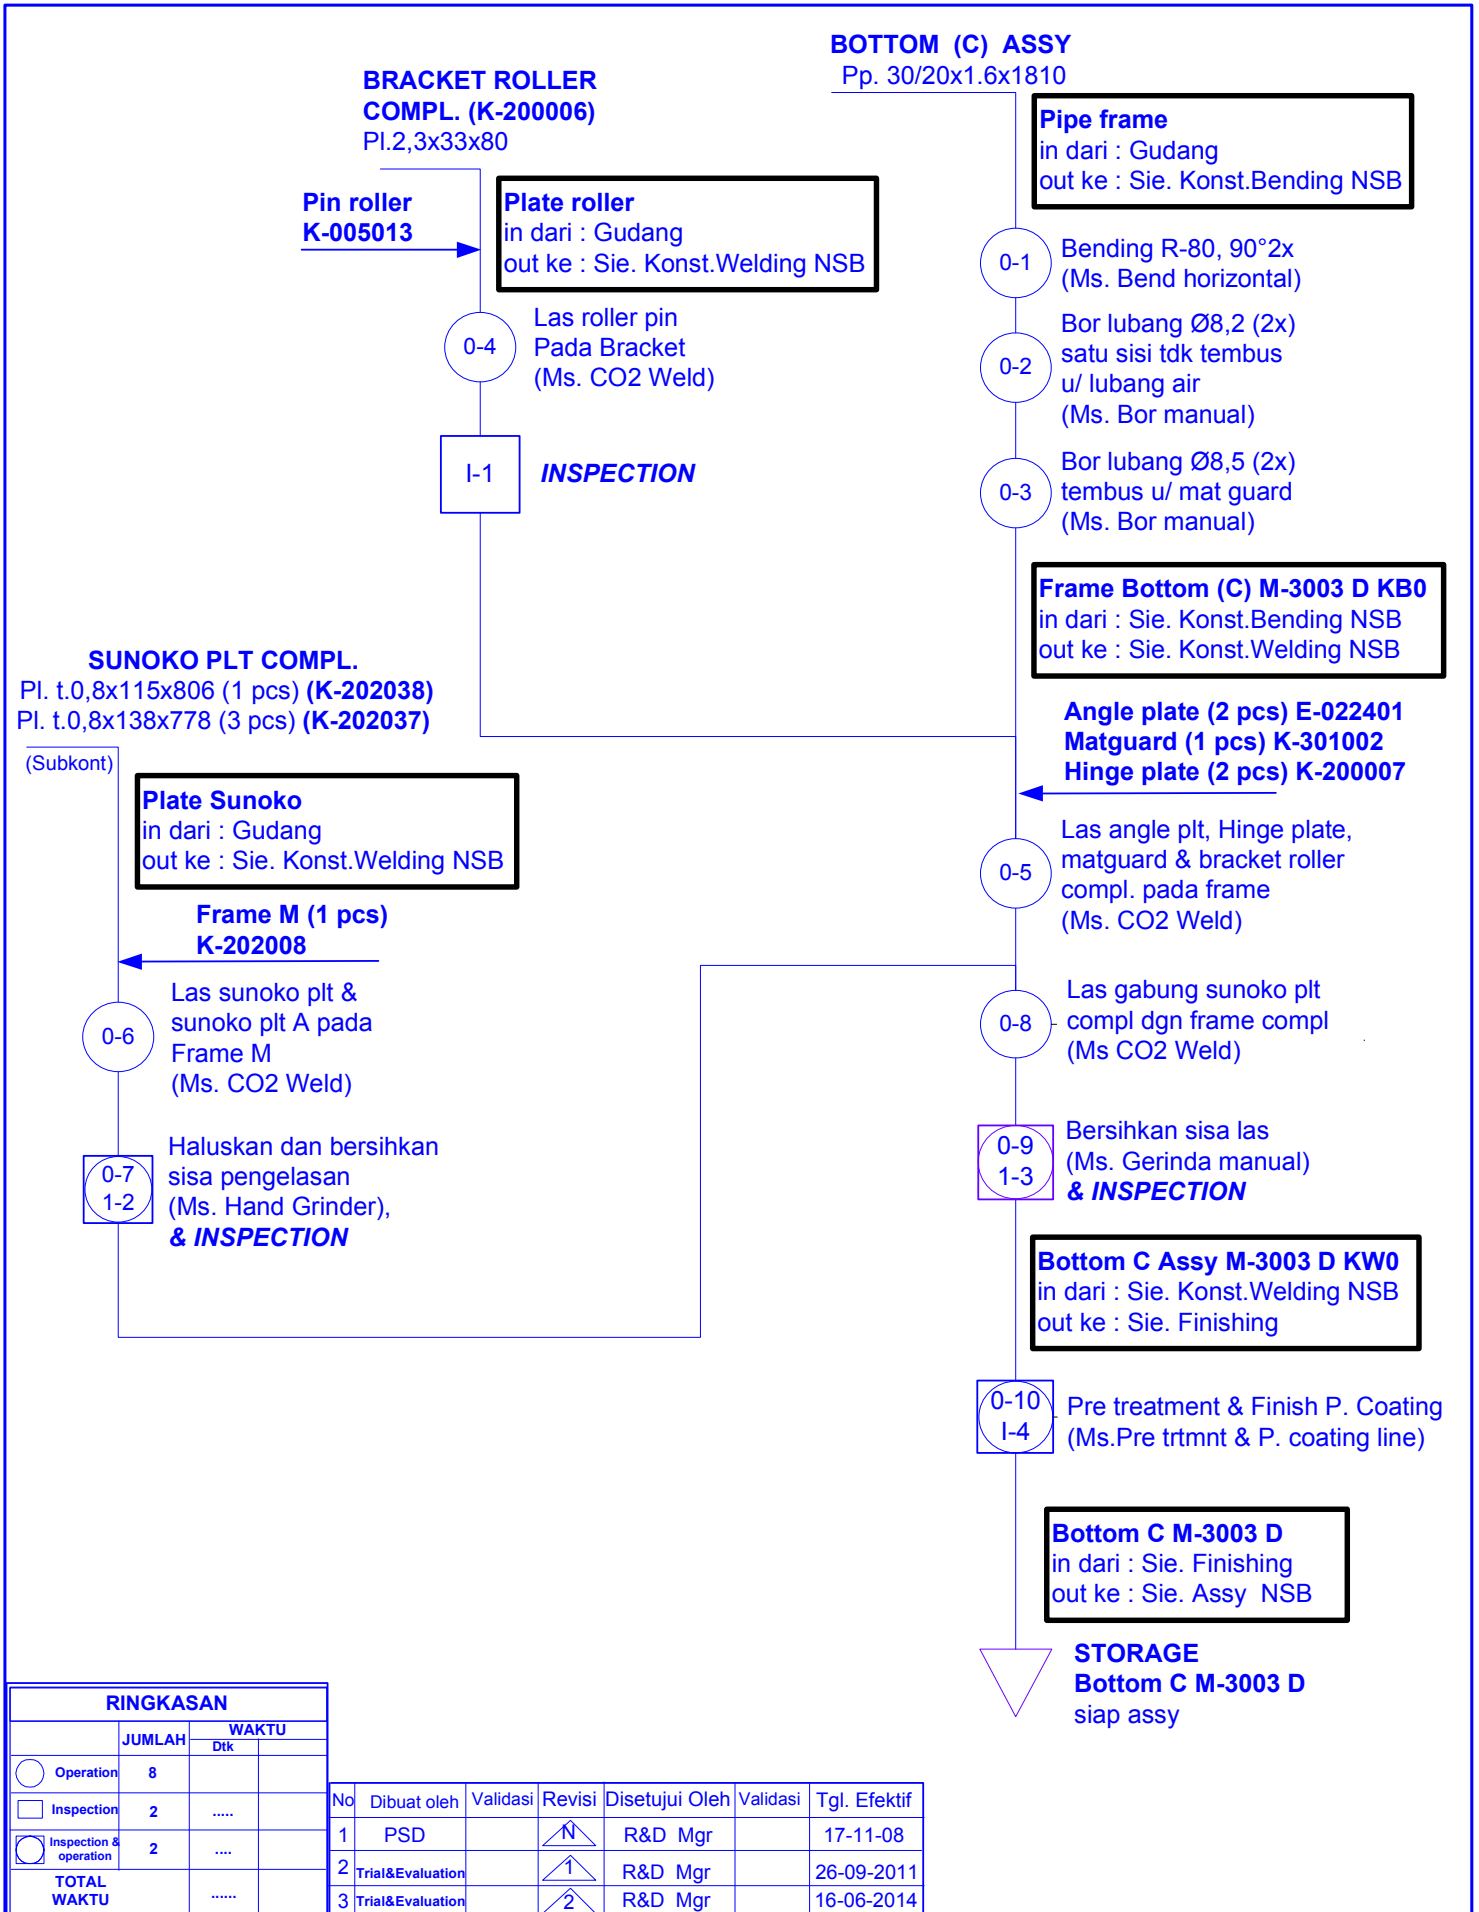 BOTTOM (C) ASSY
Pp. 30/20x1.6x1810
BRACKET ROLLER
COMPL. (K-200006)
Pl.2,3x33x80
Pipe frame
in dari : Gudang
out ke : Sie. Konst.Bending NSB
Pin roller
K-005013
Plate roller
in dari : Gudang
out ke : Sie. Konst.Welding NSB
0-1
Bending R-80, 90°2x
(Ms. Bend horizontal)
0-4
Las roller pin
Pada Bracket
(Ms. CO2 Weld)
0-2
Bor lubang Ø8,2 (2x)
satu sisi tdk tembus
u/ lubang air
(Ms. Bor manual)
I-1
INSPECTION
0-3
Bor lubang Ø8,5 (2x)
tembus u/ mat guard
(Ms. Bor manual)
Frame Bottom (C) M-3003 D KB0
in dari : Sie. Konst.Bending NSB
out ke : Sie. Konst.Welding NSB
SUNOKO PLT COMPL.
Pl. t.0,8x115x806 (1 pcs) (K-202038)
Pl. t.0,8x138x778 (3 pcs) (K-202037)
(Subkont)
Angle plate (2 pcs) E-022401
Matguard (1 pcs) K-301002
Hinge plate (2 pcs) K-200007
Plate Sunoko
in dari : Gudang
out ke : Sie. Konst.Welding NSB
0-5
Las angle plt, Hinge plate,
matguard & bracket roller
compl. pada frame
(Ms. CO2 Weld)
Frame M (1 pcs)
K-202008
0-6
Las sunoko plt &
sunoko plt A pada
Frame M
(Ms. CO2 Weld)
0-8
Las gabung sunoko plt
compl dgn frame compl
(Ms CO2 Weld)
0-7
1-2
Haluskan dan bersihkan
sisa pengelasan
(Ms. Hand Grinder),
& INSPECTION
0-9
1-3
Bersihkan sisa las
(Ms. Gerinda manual)
& INSPECTION
Bottom C Assy M-3003 D KW0
in dari : Sie. Konst.Welding NSB
out ke : Sie. Finishing
0-10
I-4
Pre treatment & Finish P. Coating
(Ms.Pre trtmnt & P. coating line)
Bottom C M-3003 D
in dari : Sie. Finishing
out ke : Sie. Assy NSB
STORAGE
Bottom C M-3003 D
siap assy
RINGKASAN
JUMLAH WAKTU
Dtk
Operation 8
Inspection 2 .....
Inspection &
operation 2 ....
TOTAL
WAKTU ......
No Dibuat oleh Validasi Revisi Disetujui Oleh Validasi Tgl. Efektif
1 PSD N R&D Mgr 17-11-08
2 Trial&Evaluation 1 R&D Mgr 26-09-2011
3 Trial&Evaluation 2 R&D Mgr 16-06-2014